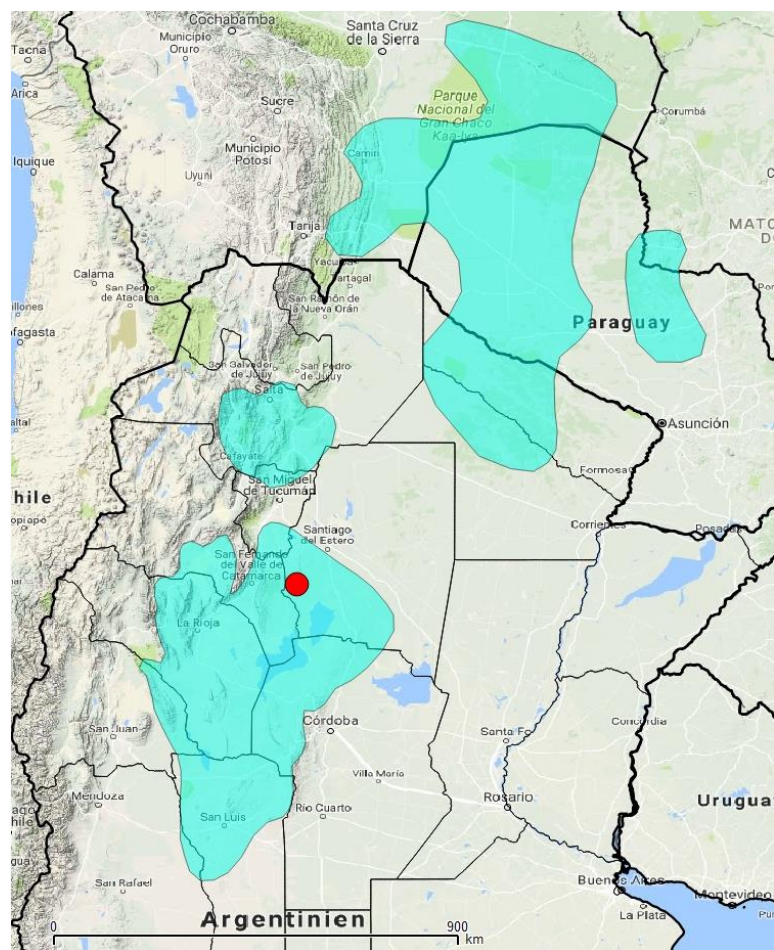 Cochabamba
Tacna
Municipio
Oruro
Santa Cruz
de la Sierra
Arica
Parque
Nacional del
Gran Chaco
Kaa-Iya
Corumbá
Sucre
Municipio
Potosí
Camiri
Iquique
Uyuni
Tarija
MATO
Yacuiba
Tartagal
Calama
San Pedro
de Atacama
San Ramón de
la Nueva Orán
Paraguay
San Salvador
de Jujuy
San Pedro
de Jujuy
Salta
Asunción
Cafayate
San Miguel
de Tucumán
Formosa
hile
opiapo
Santiago
del Estero
Corrientes
Posadas
San Fernando
del Valle de
Catamarca
La Rioja
San Juan
Córdoba
Santa Fe
Concordia
Villa María
Mendoza
Río Cuarto
Rosario
Uruguay
San Luis
San Rafael
Buenos Aires
Montevideo
La Plata
Argentinien
0
900
km